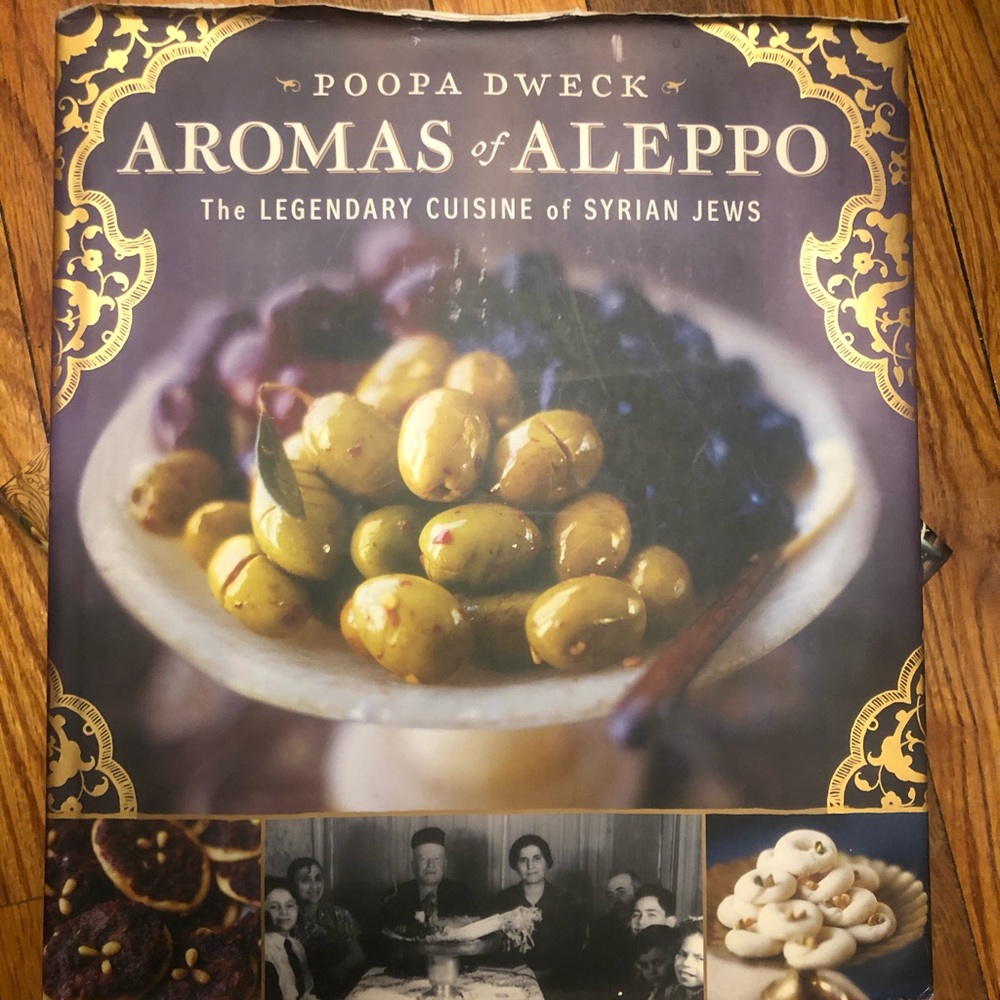 POOPA DWECK
AROMAS of ALEPPO
The LEGENDARY CUISINE of SYRIAN JEWS